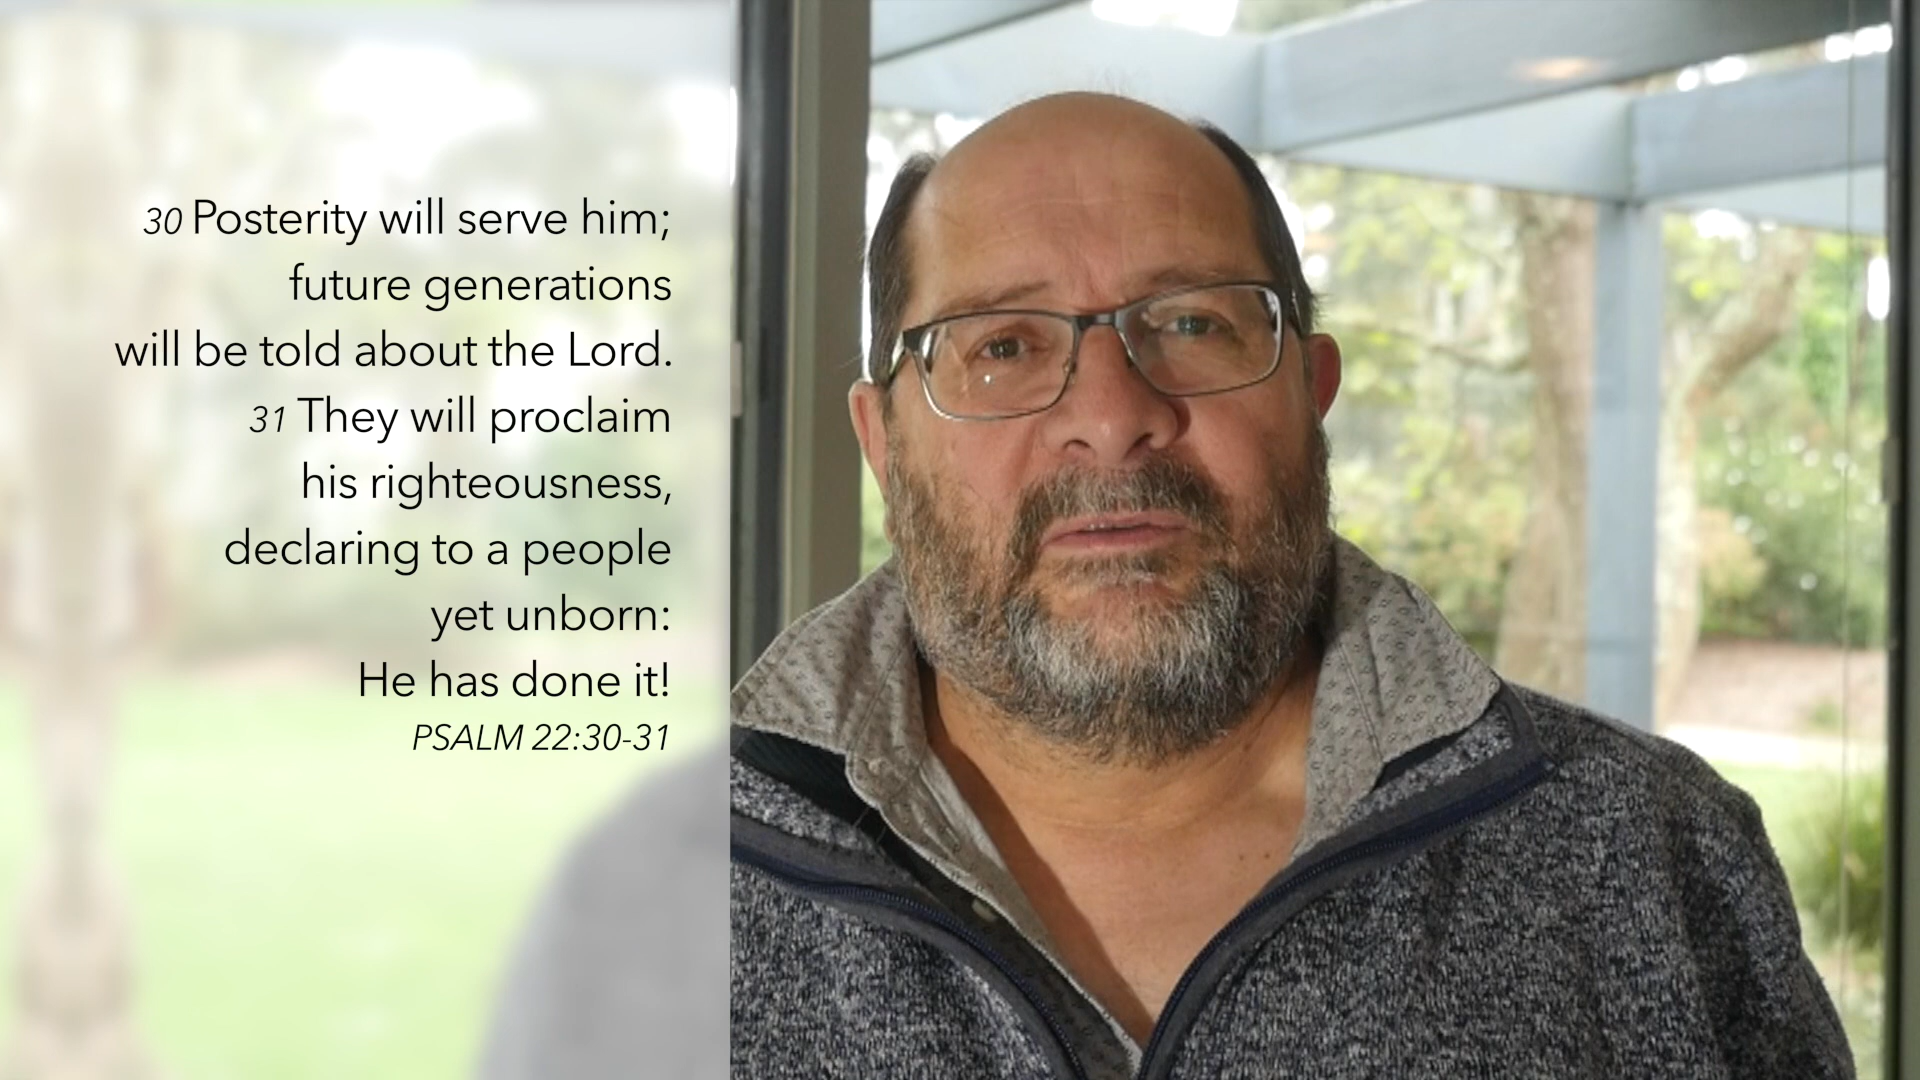 30 Posterity will serve him;
future generations
will be told about the Lord.
31 They will proclaim
his righteousness,
declaring to a people
yet unborn:
He has done it!
PSALM 22:30-31